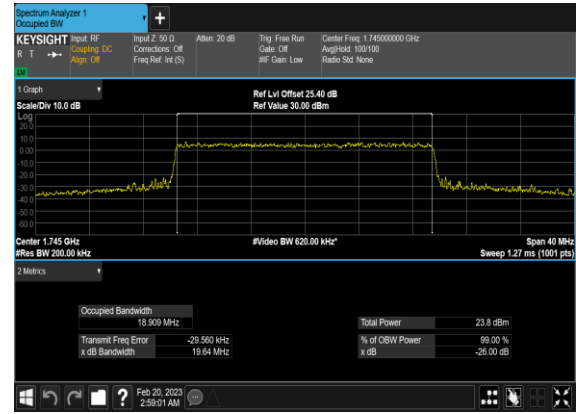 Spectrum Analyzer 1
Occupied BW
KEYSIGHT Input: RF Input Z: 50 Ω Atten: 20 dB Trig: Free Run Center Freq: 1.745000000 GHz
R T Coupling: DC Corrections: Off Gate: Off Avg|Hold: 100/100
Align: Off Freq Ref: Int (S) #IF Gain: Low Radio Std: None
1 Graph
Ref Lvl Offset 25.40 dB
Scale/Div 10.0 dB Ref Value 30.00 dBm
Log
20.0
10.0
0.00
-10.0
-20.0
-30.0
-40.0
-50.0
-60.0
Center 1.745 GHz #Video BW 620.00 kHz* Span 40 MHz
#Res BW 200.00 kHz Sweep 1.27 ms (1001 pts)
2 Metrics
Occupied Bandwidth
18.909 MHz Total Power 23.8 dBm
Transmit Freq Error -29.560 kHz % of OBW Power 99.00 %
x dB Bandwidth 19.64 MHz x dB -26.00 dB
? Feb 20, 2023
2:59:01 AM